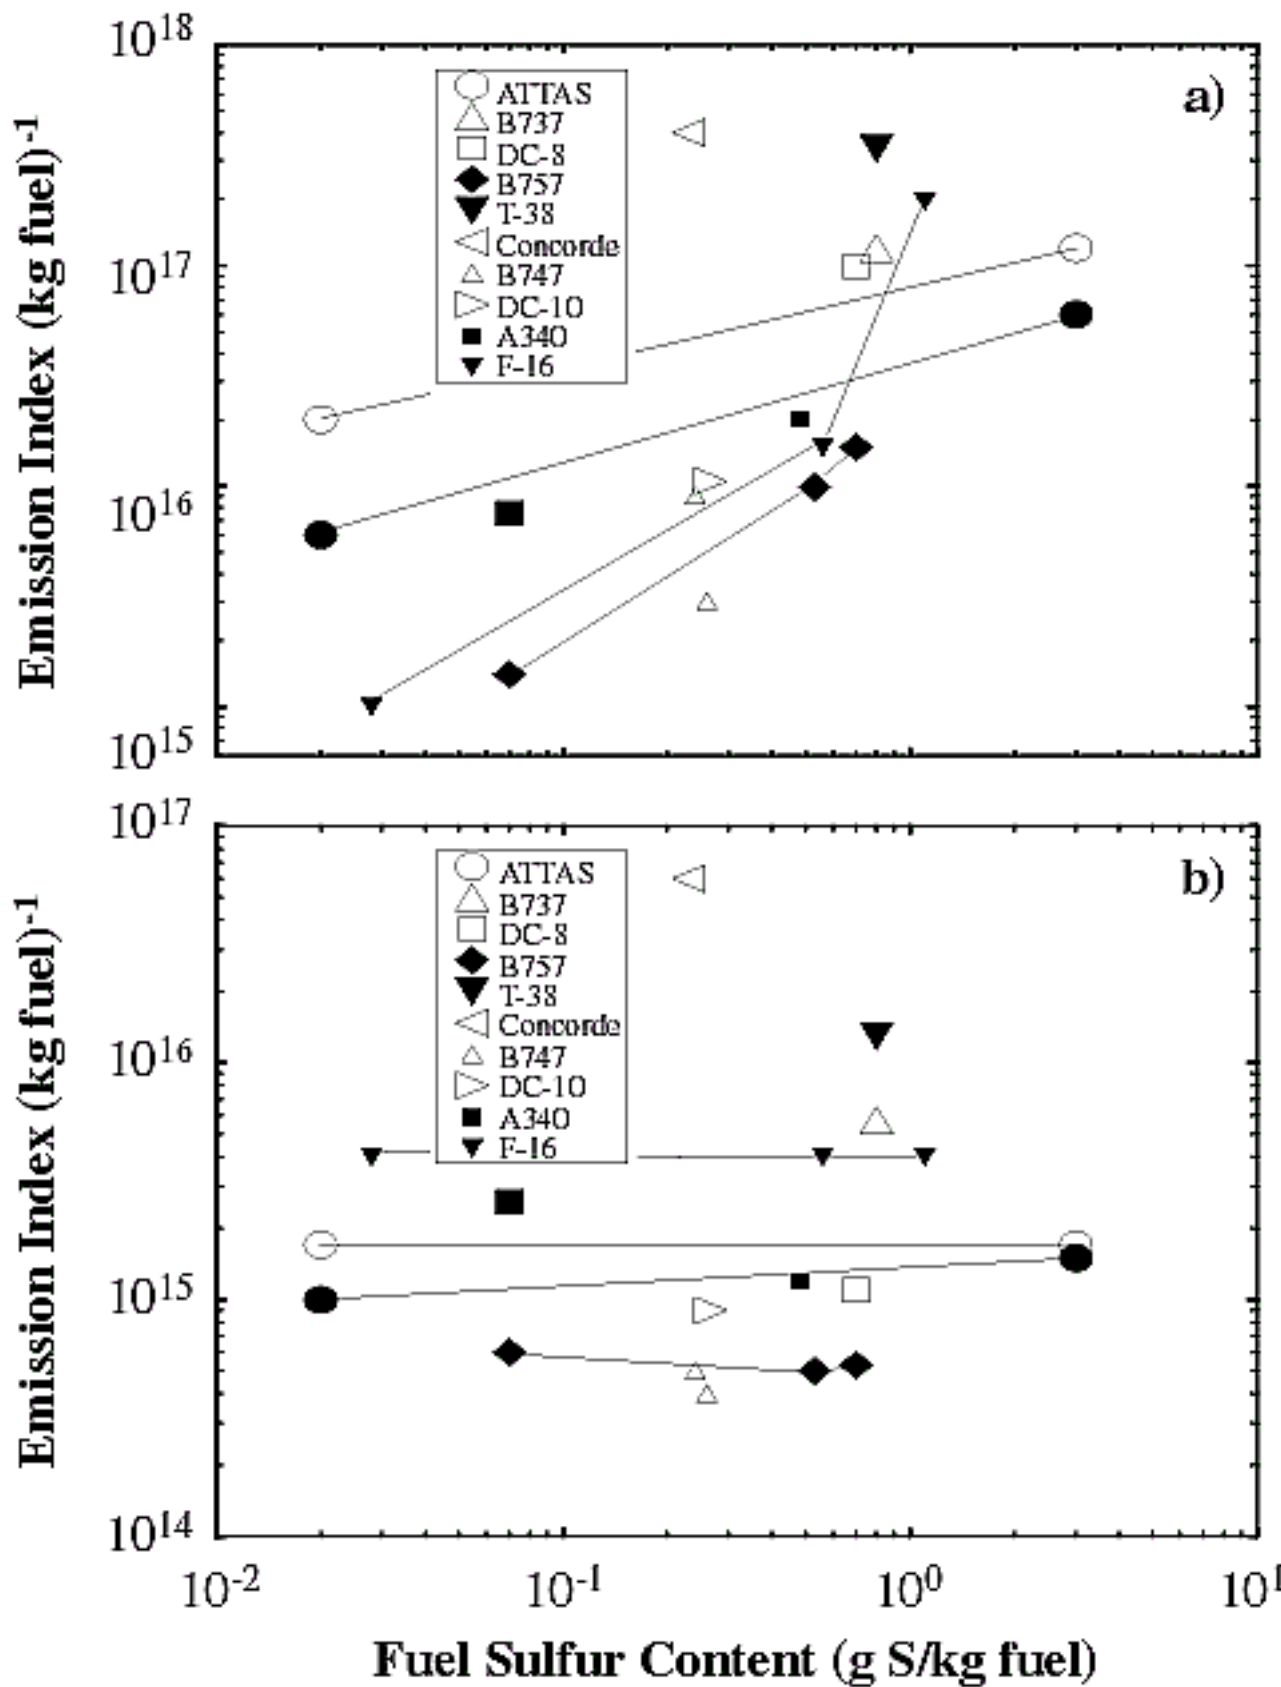 10^18
a)
ATTAS
B737
DC-8
B757
T-38
Concorde
B747
DC-10
A340
F-16
10^17
10^16
10^15
Emission Index (kg fuel)^-1
10^17
b)
ATTAS
B737
DC-8
B757
T-38
Concorde
B747
DC-10
A340
F-16
10^16
10^15
10^14
Emission Index (kg fuel)^-1
10^-2 10^-1 10^0 10^1
Fuel Sulfur Content (g S/kg fuel)